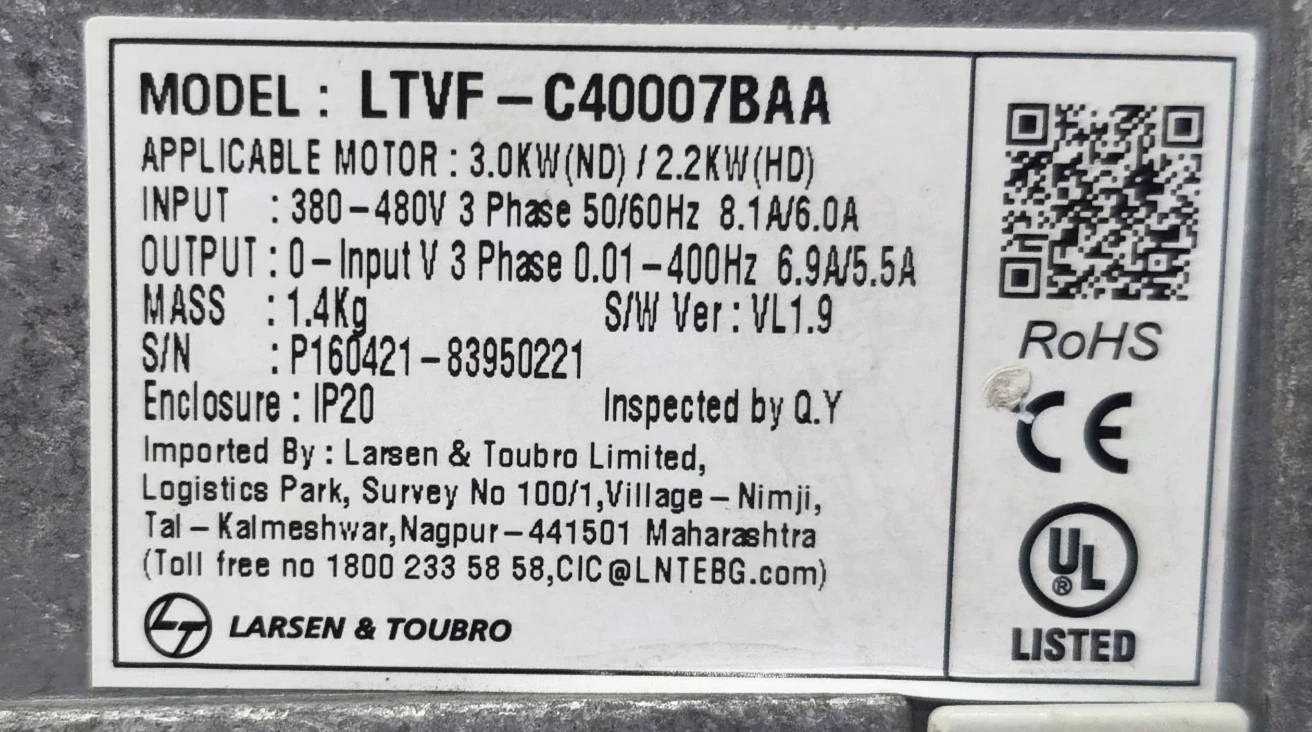 MODEL : LTVF-C40007BAA
APPLICABLE MOTOR : 3.0KW(ND) / 2.2KW(HD)
INPUT : 380-480V 3 Phase 50/60Hz 8.1A/6.0A
OUTPUT : 0-Input V 3 Phase 0.01-400Hz 6.9A/5.5A
MASS : 1.4Kg S/W Ver : VL1.9
S/N : P160421-83950221
Enclosure : IP20 Inspected by Q.Y
Imported By : Larsen & Toubro Limited,
Logistics Park, Survey No 100/1,Village - Nimji,
Tal - Kalmeshwar,Nagpur-441501 Maharashtra
(Toll free no 1800 233 58 58,CIC@LNTEBG.com)
LT LARSEN & TOUBRO
RoHS
CE
UL ®
LISTED